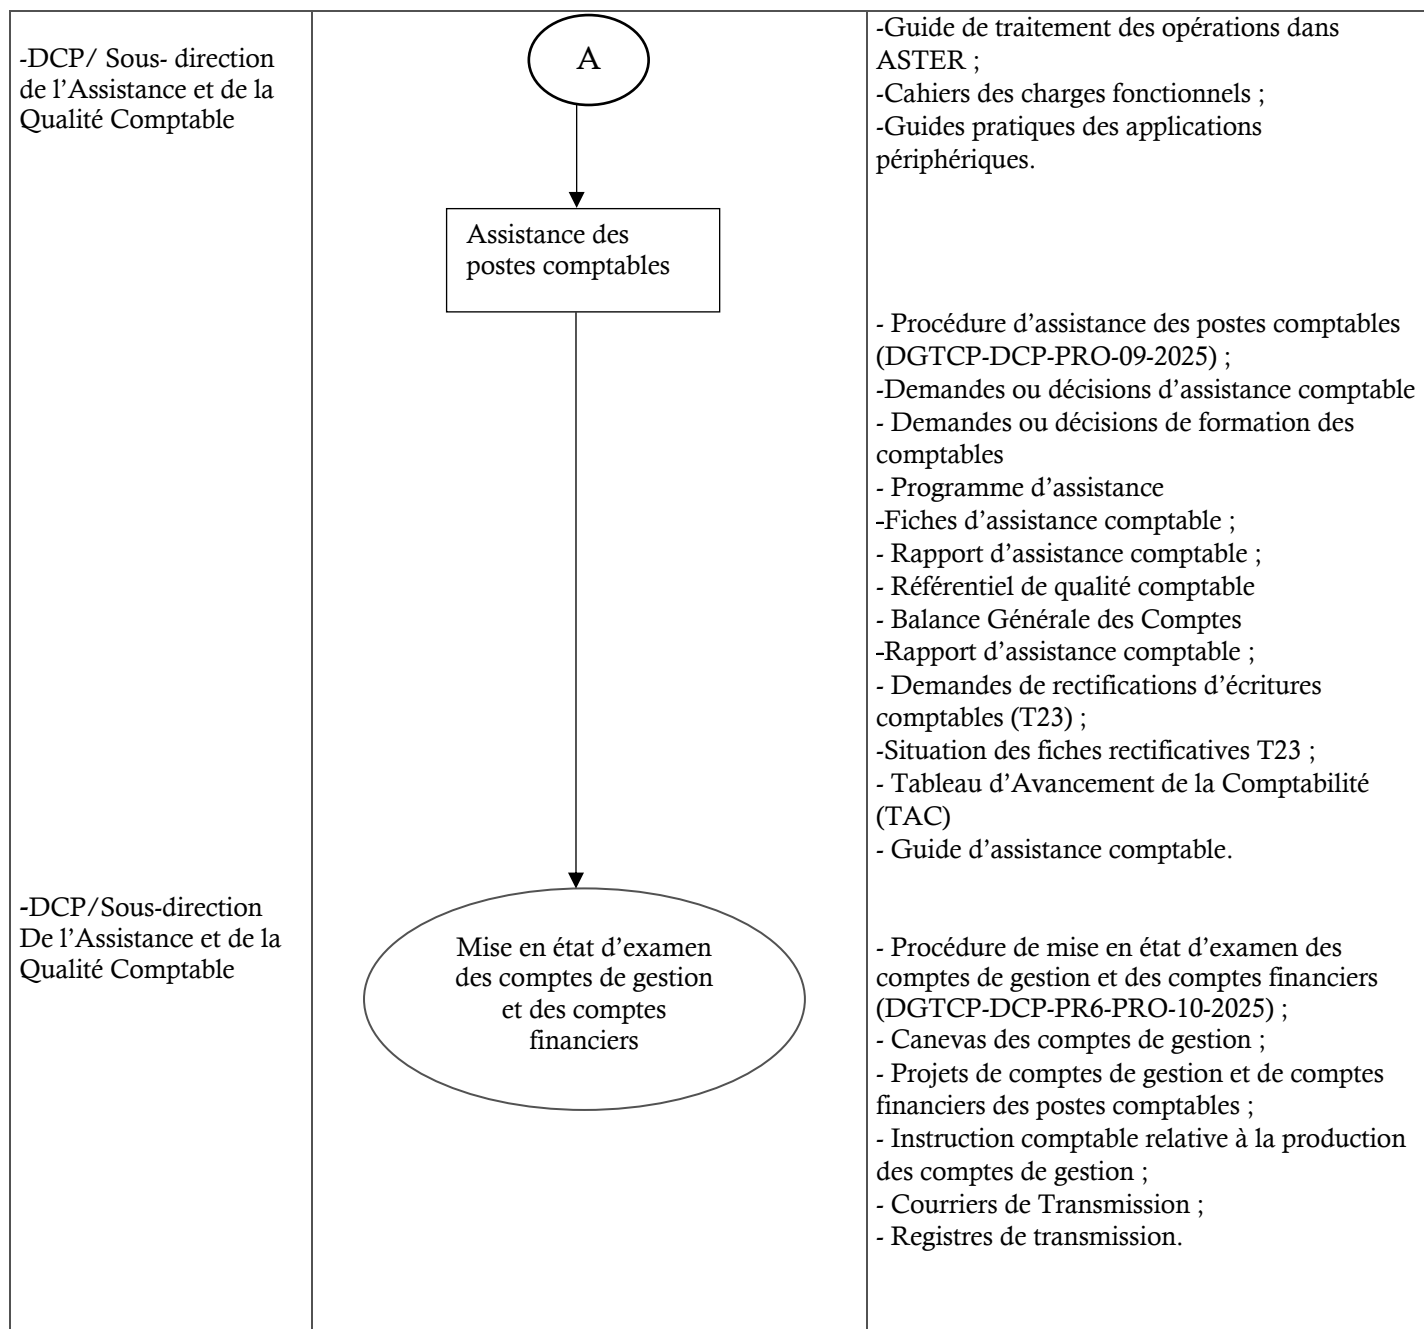 -DCP/ Sous- direction
de l’Assistance et de la
Qualité Comptable
A
Assistance des
postes comptables
-Guide de traitement des opérations dans
ASTER ;
-Cahiers des charges fonctionnels ;
-Guides pratiques des applications
périphériques.
- Procédure d’assistance des postes comptables
(DGTCP-DCP-PRO-09-2025) ;
-Demandes ou décisions d’assistance comptable
- Demandes ou décisions de formation des
comptables
- Programme d’assistance
-Fiches d’assistance comptable ;
- Rapport d’assistance comptable ;
- Référentiel de qualité comptable
- Balance Générale des Comptes
-Rapport d’assistance comptable ;
- Demandes de rectifications d’écritures
comptables (T23) ;
-Situation des fiches rectificatives T23 ;
- Tableau d’Avancement de la Comptabilité
(TAC)
- Guide d’assistance comptable.
-DCP/Sous-direction
De l’Assistance et de la
Qualité Comptable
Mise en état d’examen
des comptes de gestion
et des comptes
financiers
- Procédure de mise en état d’examen des
comptes de gestion et des comptes financiers
(DGTCP-DCP-PR6-PRO-10-2025) ;
- Canevas des comptes de gestion ;
- Projets de comptes de gestion et de comptes
financiers des postes comptables ;
- Instruction comptable relative à la production
des comptes de gestion ;
- Courriers de Transmission ;
- Registres de transmission.